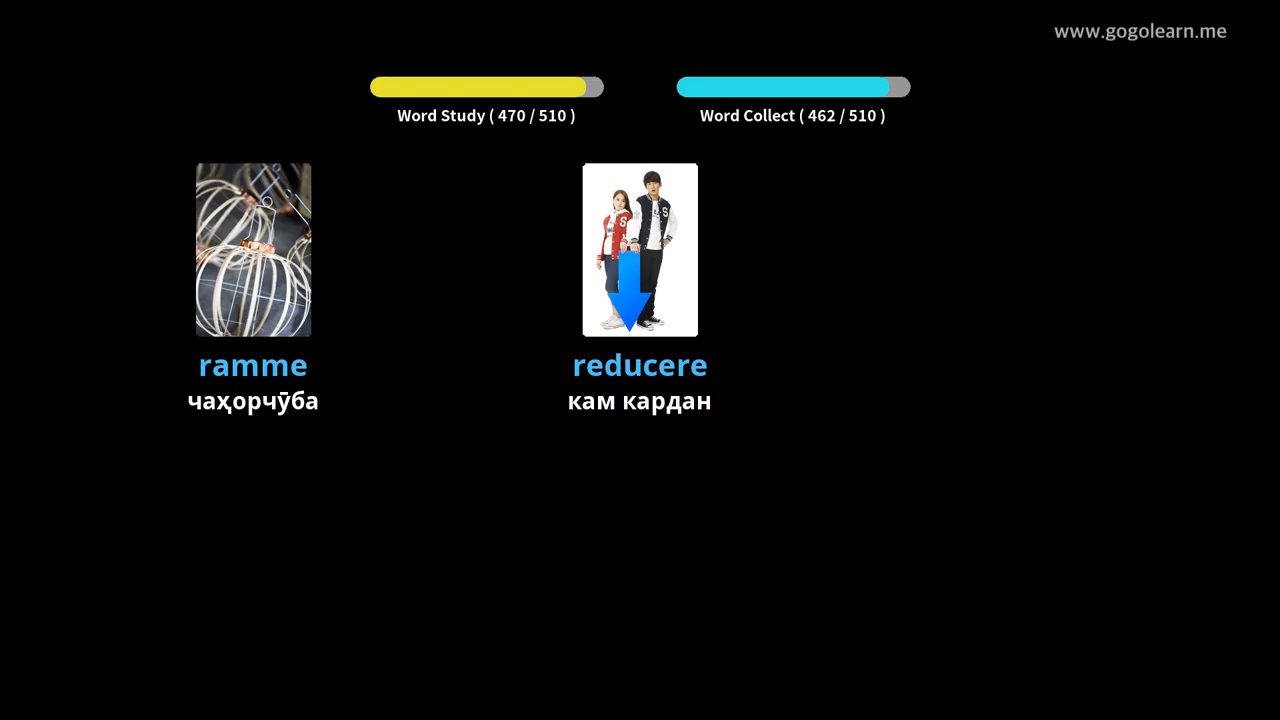 www.gogolearn.me
Word Study ( 470 / 510 )
Word Collect ( 462 / 510 )
ramme
чаҳорчӯба
reducere
кам кардан